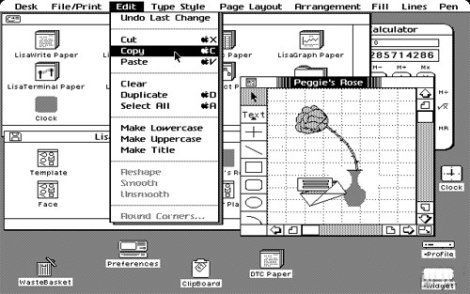 Desk File/Print Edit Type Style Page Layout Arrangement Fill Lines Pen
Undo Last Change
Cut X
Copy C
Paste V
Clear
Duplicate D
Select All A
Make Lowercase
Make Uppercase
Make Title
Reshape
Smooth
Unsmooth
Round Corners...
LisaWrite Paper
LisaGraph Paper
LisaTerminal Paper
Clock
Calculator
857142 86
Peggie's Rose
Text
Template
Face
Clock
ProFile
Widget
WasteBasket
Preferences
ClipBoard
DTC Paper